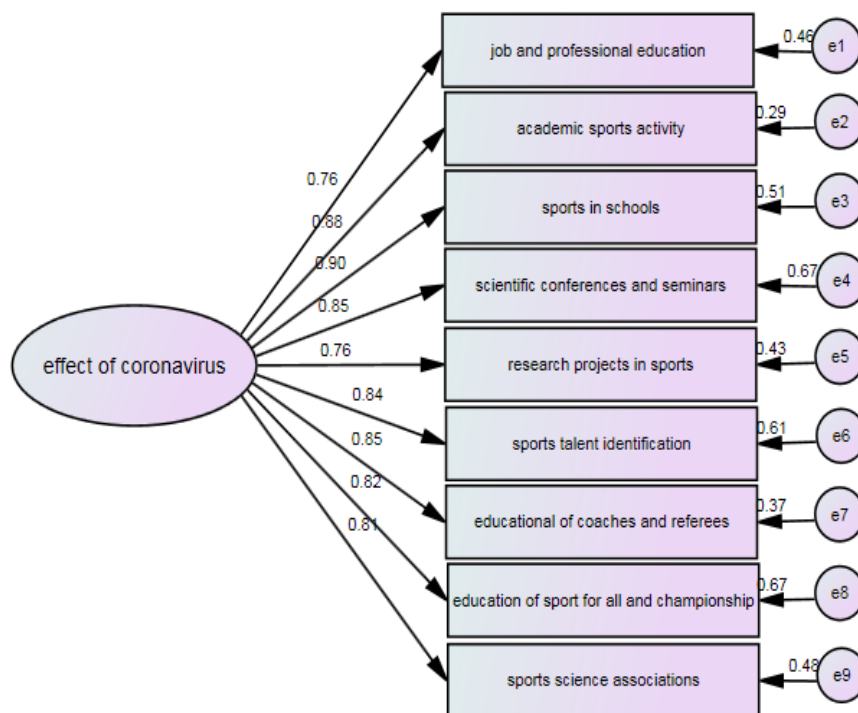 job and professional education
0.46
e1
academic sports activity
0.29
e2
0.76
sports in schools
0.51
e3
0.88
0.90
scientific conferences and seminars
0.67
e4
0.85
effect of coronavirus
0.76
research projects in sports
0.43
e5
0.84
sports talent identification
0.61
e6
0.85
0.82
educational of coaches and referees
0.37
e7
0.81
education of sport for all and championship
0.67
e8
sports science associations
0.48
e9